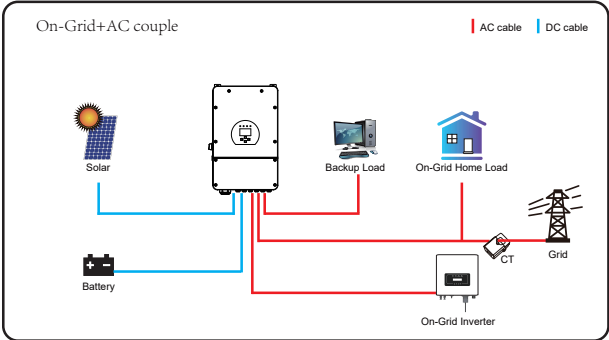 On-Grid+AC couple
AC cable
DC cable
Solar
Backup Load
On-Grid Home Load
Battery
CT
Grid
On-Grid Inverter